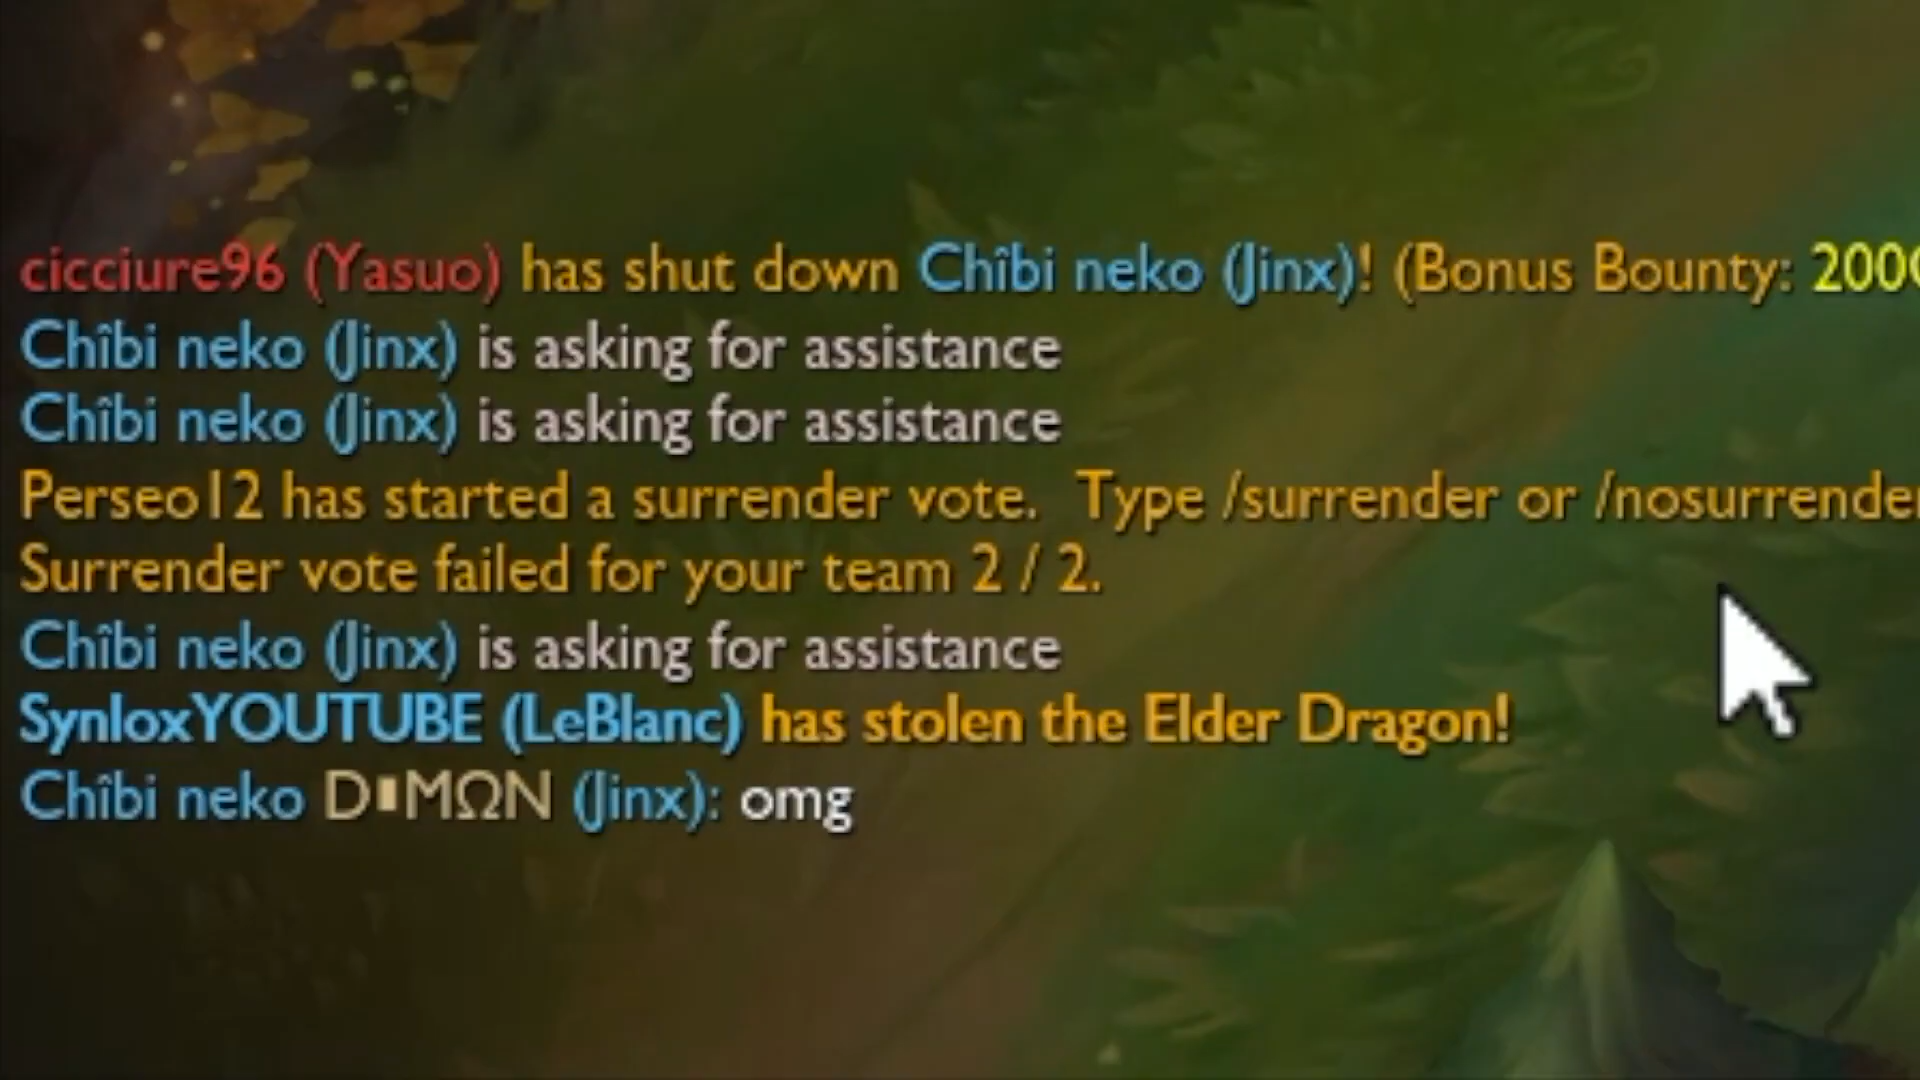 cicciure96 (Yasuo) has shut down Chîbi neko (Jinx)! (Bonus Bounty: 200
Chîbi neko (Jinx) is asking for assistance
Chîbi neko (Jinx) is asking for assistance
Perseo12 has started a surrender vote.  Type /surrender or /nosurrender
Surrender vote failed for your team 2 / 2.
Chîbi neko (Jinx) is asking for assistance
SynloxYOUTUBE (LeBlanc) has stolen the Elder Dragon!
Chîbi neko D▮MΩN (Jinx): omg